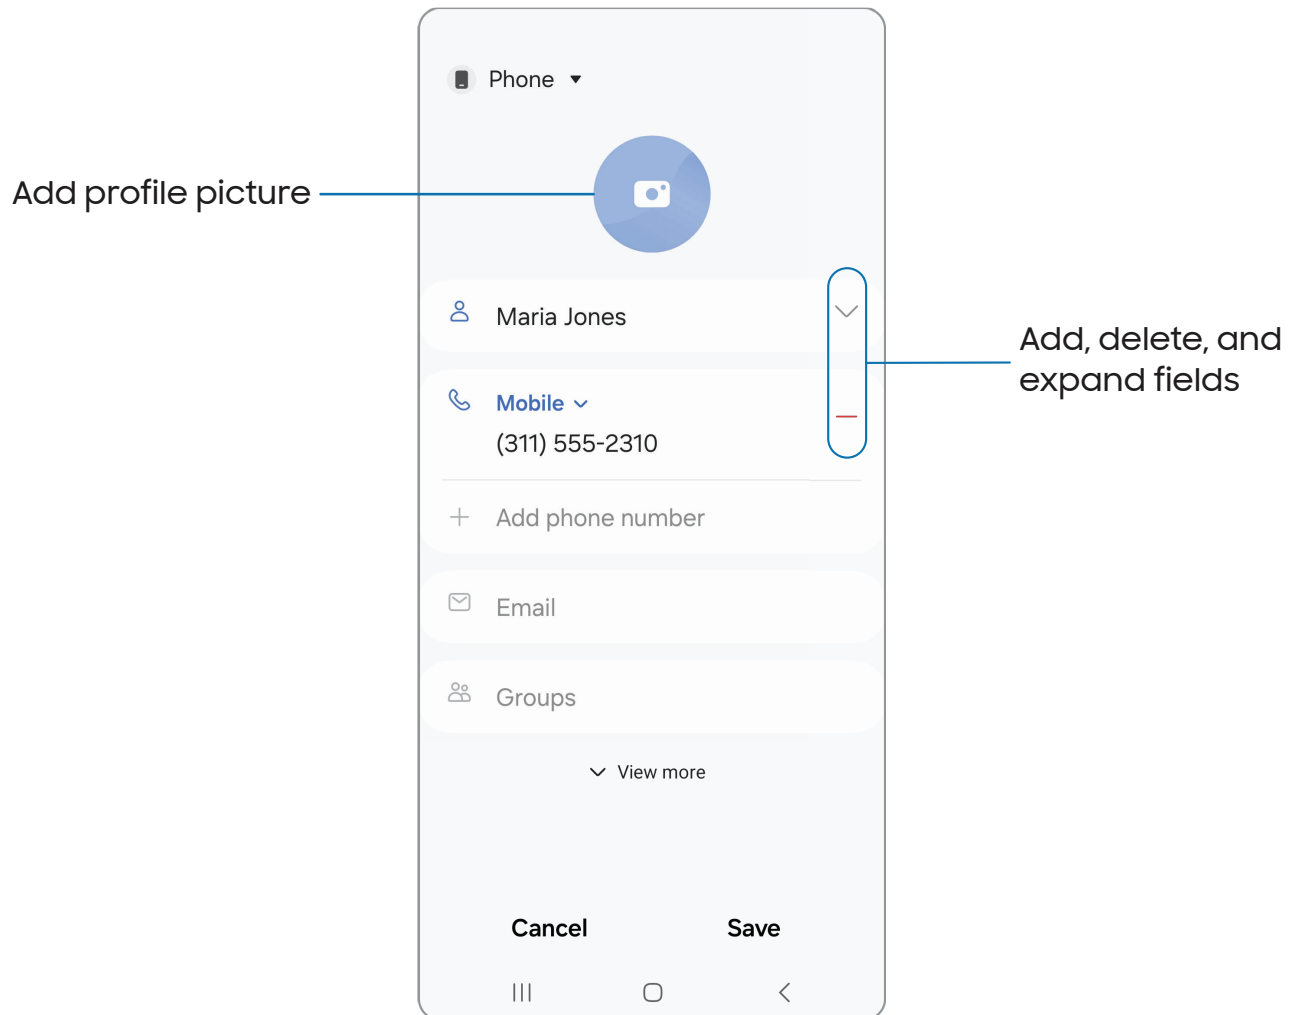 Phone
Add profile picture
Maria Jones
Add, delete, and
expand fields
Mobile
(311) 555-2310
Add phone number
Email
Groups
View more
Cancel
Save